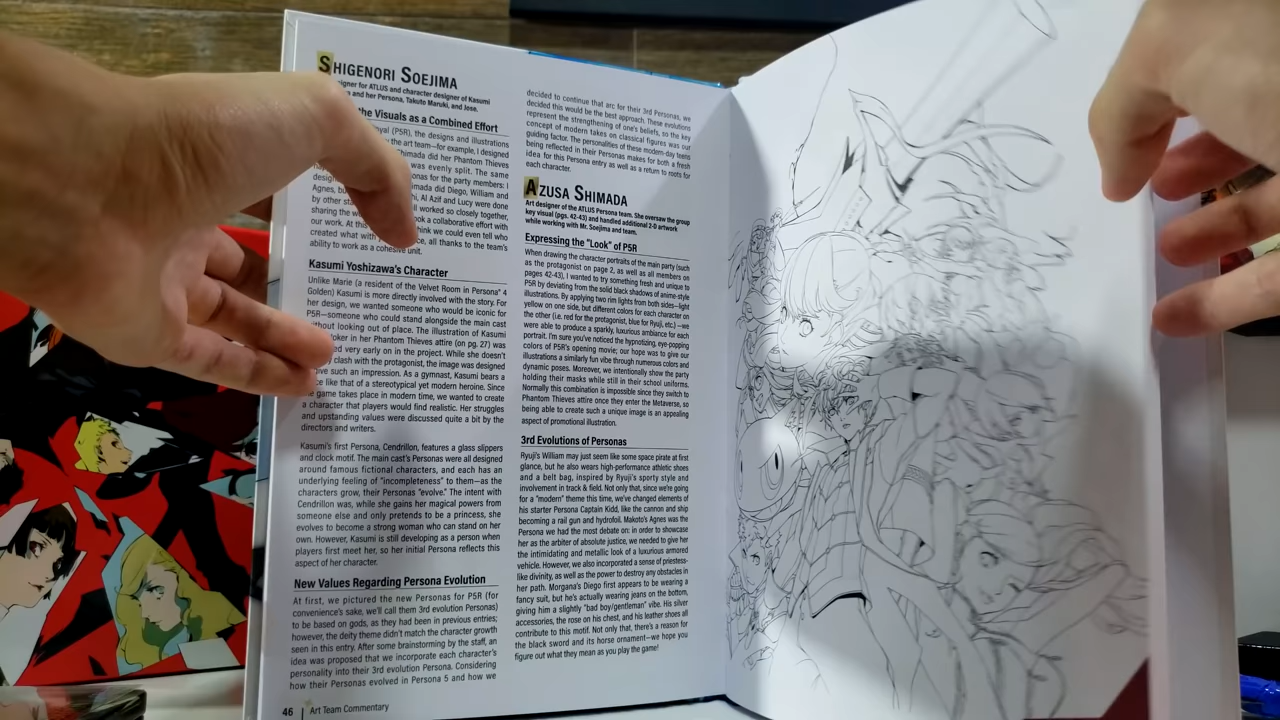 SHIGENORI SOEJIMA
signer for ATLUS and character designer of Kasumi
and her Persona, Takuto Maruki, and Jose.
the Visuals as a Combined Effort
yal (P5R), the designs and illustrations
the art team—for example, I designed
himada did her Phantom Thieves
was evenly split. The same
design onas for the party members: I
Agnes, bu imada did Diego, William and
by other st hi, Al Azif and Lucy were done
sharing the w ll worked so closely together,
our work. At this ook a collaborative effort with
created what with hink we could even tell who
ability to work as a cohesive unit. ce, all thanks to the team's
Kasumi Yoshizawa's Character
Unlike Marie (a resident of the Velvet Room in Persona® 4
Golden) Kasumi is more directly involved with the story. For
her design, we wanted someone who would be iconic for
P5R—someone who could stand alongside the main cast
without looking out of place. The illustration of Kasumi
oker in her Phantom Thieves attire (on pg. 27) was
ed very early on in the project. While she doesn't
y clash with the protagonist, the image was designed
ive such an impression. As a gymnast, Kasumi bears a
ce like that of a stereotypical yet modern heroine. Since
game takes place in modern time, we wanted to create
a character that players would find realistic. Her struggles
and upstanding values were discussed quite a bit by the
directors and writers.
Kasumi's first Persona, Cendrillon, features a glass slippers
and clock motif. The main cast's Personas were all designed
around famous fictional characters, and each has an
underlying feeling of "incompleteness" to them—as the
characters grow, their Personas "evolve." The intent with
Cendrillon was, while she gains her magical powers from
someone else and only pretends to be a princess, she
evolves to become a strong woman who can stand on her
own. However, Kasumi is still developing as a person when
players first meet her, so her initial Persona reflects this
aspect of her character.
New Values Regarding Persona Evolution
At first, we pictured the new Personas for P5R (for
convenience's sake, we'll call them 3rd evolution Personas)
to be based on gods, as they had been in previous entries;
however, the deity theme didn't match the character growth
seen in this entry. After some brainstorming by the staff, an
idea was proposed that we incorporate each character's
personality into their 3rd evolution Persona. Considering
how their Personas evolved in Persona 5 and how we
46 Art Team Commentary
decided to continue that arc for their 3rd Personas, we
decided this would be the best approach. These evolutions
represent the strengthening of one's beliefs, so the key
concept of modern takes on classical figures was our
guiding factor. The personalities of these modern-day teens
being reflected in their Personas makes for both a fresh
idea for this Persona entry as well as a return to roots for
each character.
AZUSA SHIMADA
Art designer of the ATLUS Persona team. She oversaw the group
key visual (pgs. 42-43) and handled additional 2-D artwork
while working with Mr. Soejima and team.
Expressing the "Look" of P5R
When drawing the character portraits of the main party (such
as the protagonist on page 2, as well as all members on
pages 42-43), I wanted to try something fresh and unique to
P5R by deviating from the solid black shadows of anime-style
illustrations. By applying two rim lights from both sides—light
yellow on one side, but different colors for each character on
the other (i.e. red for the protagonist, blue for Ryuji, etc.)—we
were able to produce a sparkly, luxurious ambiance for each
portrait. I'm sure you've noticed the hypnotizing, eye-popping
colors of P5R's opening movie; our hope was to give our
illustrations a similarly fun vibe through numerous colors and
dynamic poses. Moreover, we intentionally show the party
holding their masks while still in their school uniforms.
Normally this combination is impossible since they switch to
Phantom Thieves attire once they enter the Metaverse, so
being able to create such a unique image is an appealing
aspect of promotional illustration.
3rd Evolutions of Personas
Ryuji's William may just seem like some space pirate at first
glance, but he also wears high-performance athletic shoes
and a belt bag, inspired by Ryuji's sporty style and
involvement in track & field. Not only that, since we're going
for a "modern" theme this time, we've changed elements of
his starter Persona Captain Kidd, like the cannon and ship
becoming a rail gun and hydrofoil. Makoto's Agnes was the
Persona we had the most debate on: in order to showcase
her as the arbiter of absolute justice, we needed to give her
the intimidating and metallic look of a luxurious armored
vehicle. However, we also incorporated a sense of priestess-
like divinity, as well as the power to destroy any obstacles in
her path. Morgana's Diego first appears to be wearing a
fancy suit, but he's actually wearing jeans on the bottom,
giving him a slightly "bad boy/gentleman" vibe. His silver
accessories, the rose on his chest, and his leather shoes all
contribute to this motif. Not only that, there's a reason for
the black sword and its horse ornament—we hope you
figure out what they mean as you play the game!